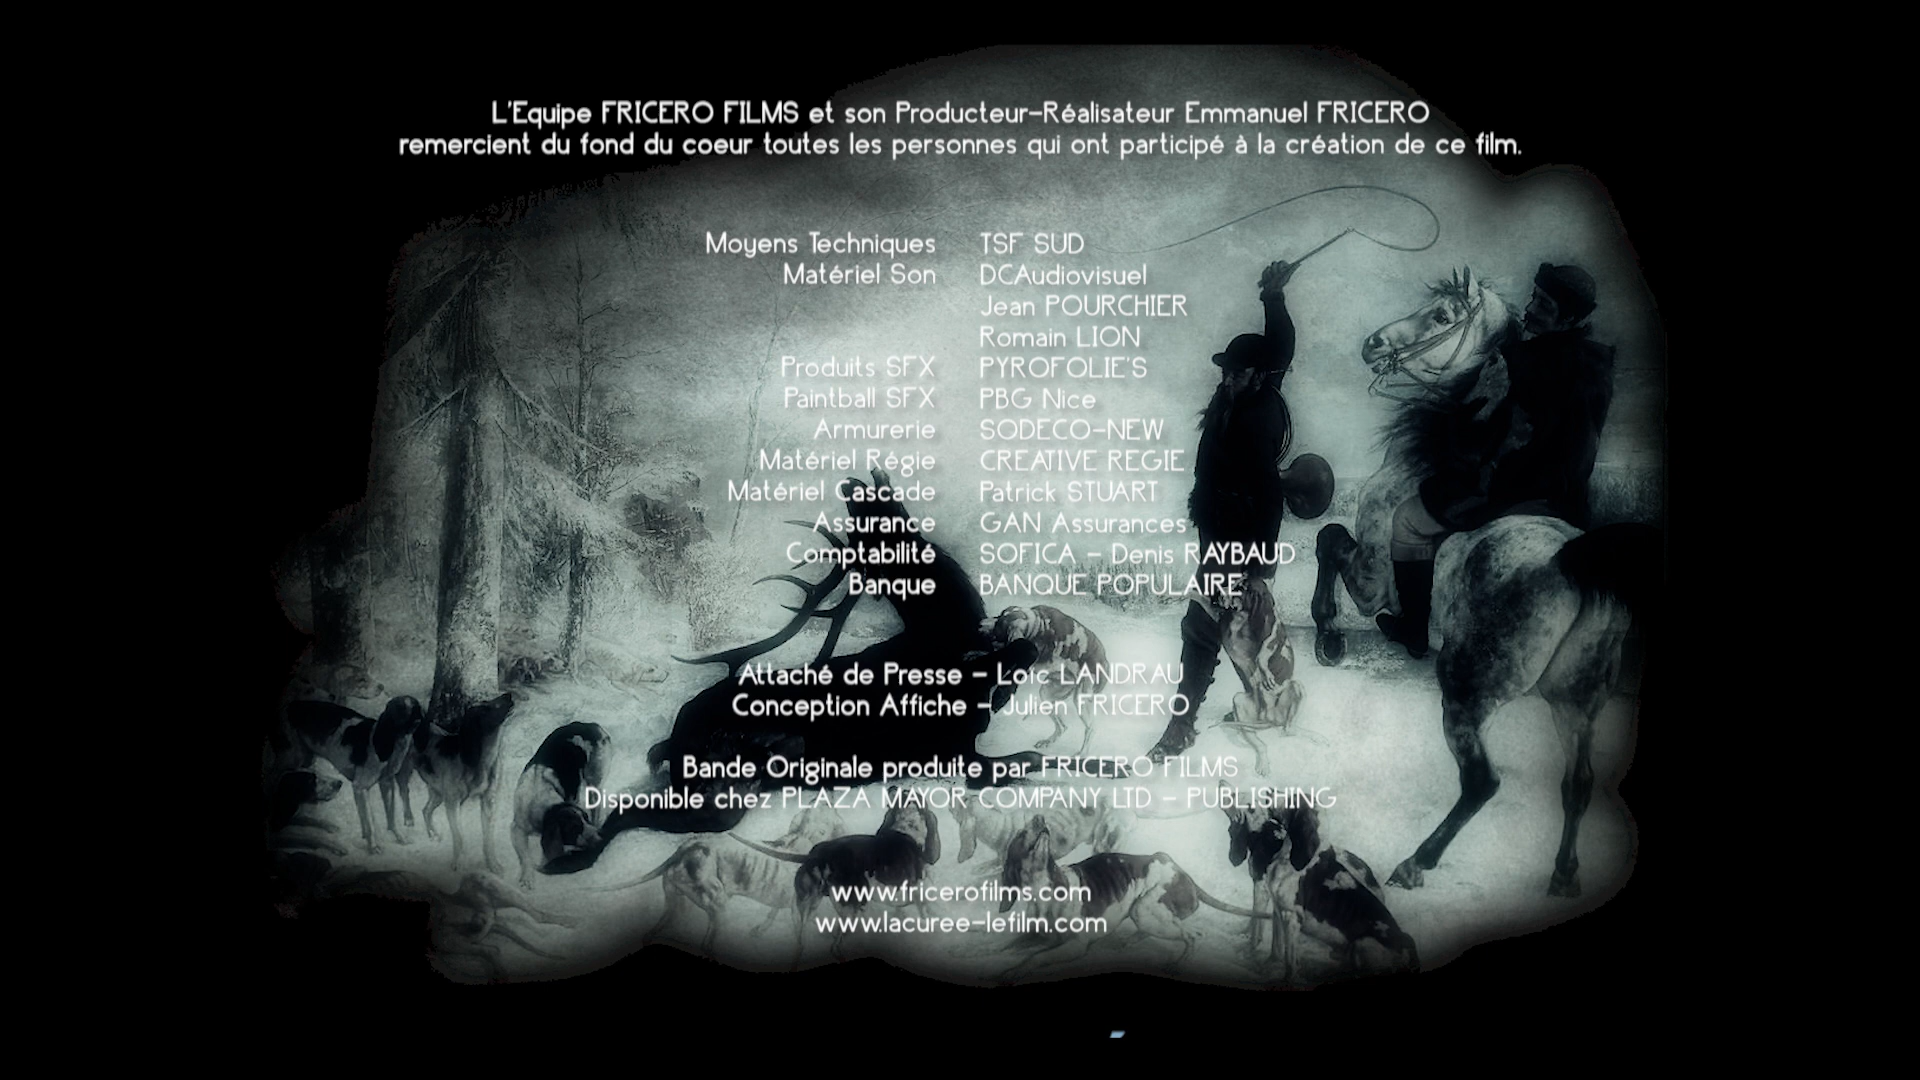 L'Equipe FRICERO FILMS et son Producteur-Réalisateur Emmanuel FRICERO
remercient du fond du coeur toutes les personnes qui ont participé à la création de ce film.
Moyens Techniques TSF SUD
Matériel Son DCAudiovisuel
Jean POURCHIER
Romain LION
Produits SFX PYROFOLIE'S
Paintball SFX PBG Nice
Armurerie SODECO-NEW
Matériel Régie CREATIVE REGIE
Matériel Cascade Patrick STUART
Assurance GAN Assurances
Comptabilité SOFICA - Denis RAYBAUD
Banque BANQUE POPULAIRE
Attaché de Presse - Loïc LANDRAU
Conception Affiche - Julien FRICERO
Bande Originale produite par FRICERO FILMS
Disponible chez PLAZA MAYOR COMPANY LTD - PUBLISHING
www.fricerofilms.com
www.lacuree-lefilm.com